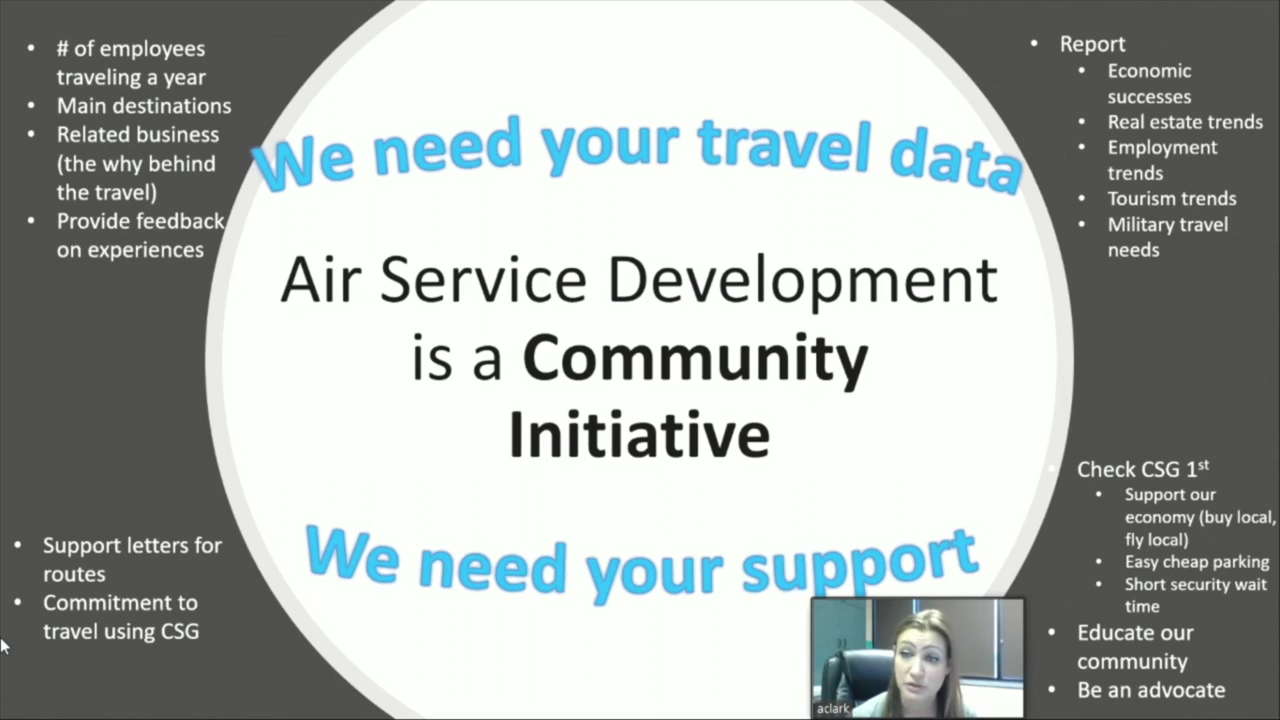 # of employees
traveling a year
Main destinations
Related business
(the why behind
the travel)
Provide feedback
on experiences
Report
Economic
successes
Real estate trends
Employment
trends
Tourism trends
Military travel
needs
We need your travel data
Air Service Development
is a Community
Initiative
We need your support
Support letters for
routes
Commitment to
travel using CSG
Check CSG 1st
Support our
economy (buy local,
fly local)
Easy cheap parking
Short security wait
time
Educate our
community
Be an advocate
aclark